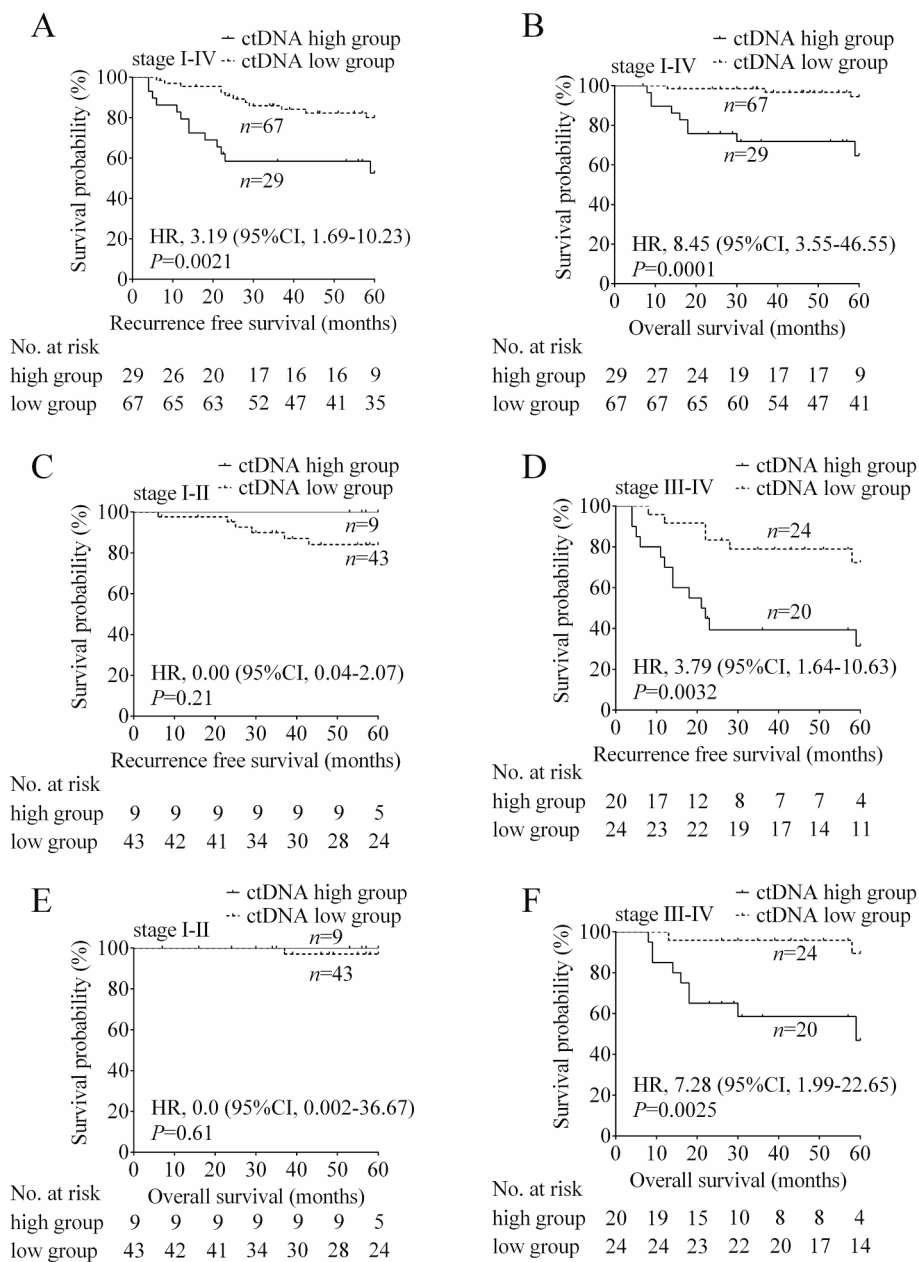 A
ctDNA high group
ctDNA low group
stage I-IV
Survival probability (%)
100
80
60
40
20
0
n=67
n=29
HR, 3.19 (95%CI, 1.69-10.23)
P=0.0021
0 10 20 30 40 50 60
Recurrence free survival (months)
No. at risk
high group 29 26 20 17 16 16 9
low group 67 65 63 52 47 41 35
B
ctDNA high group
ctDNA low group
stage I-IV
Survival probability (%)
100
80
60
40
20
0
n=67
n=29
HR, 8.45 (95%CI, 3.55-46.55)
P=0.0001
0 10 20 30 40 50 60
Overall survival (months)
No. at risk
high group 29 27 24 19 17 17 9
low group 67 67 65 60 54 47 41
C
ctDNA high group
ctDNA low group
stage I-II
Survival probability (%)
100
80
60
40
20
0
n=9
n=43
HR, 0.00 (95%CI, 0.04-2.07)
P=0.21
0 10 20 30 40 50 60
Recurrence free survival (months)
No. at risk
high group 9 9 9 9 9 9 5
low group 43 42 41 34 30 28 24
D
ctDNA high group
ctDNA low group
stage III-IV
Survival probability (%)
100
80
60
40
20
0
n=24
n=20
HR, 3.79 (95%CI, 1.64-10.63)
P=0.0032
0 10 20 30 40 50 60
Recurrence free survival (months)
No. at risk
high group 20 17 12 8 7 7 4
low group 24 23 22 19 17 14 11
E
ctDNA high group
ctDNA low group
stage I-II
Survival probability (%)
100
80
60
40
20
0
n=9
n=43
HR, 0.0 (95%CI, 0.002-36.67)
P=0.61
0 10 20 30 40 50 60
Overall survival (months)
No. at risk
high group 9 9 9 9 9 9 5
low group 43 42 41 34 30 28 24
F
ctDNA high group
ctDNA low group
stage III-IV
Survival probability (%)
100
80
60
40
20
0
n=24
n=20
HR, 7.28 (95%CI, 1.99-22.65)
P=0.0025
0 10 20 30 40 50 60
Overall survival (months)
No. at risk
high group 20 19 15 10 8 8 4
low group 24 24 23 22 20 17 14